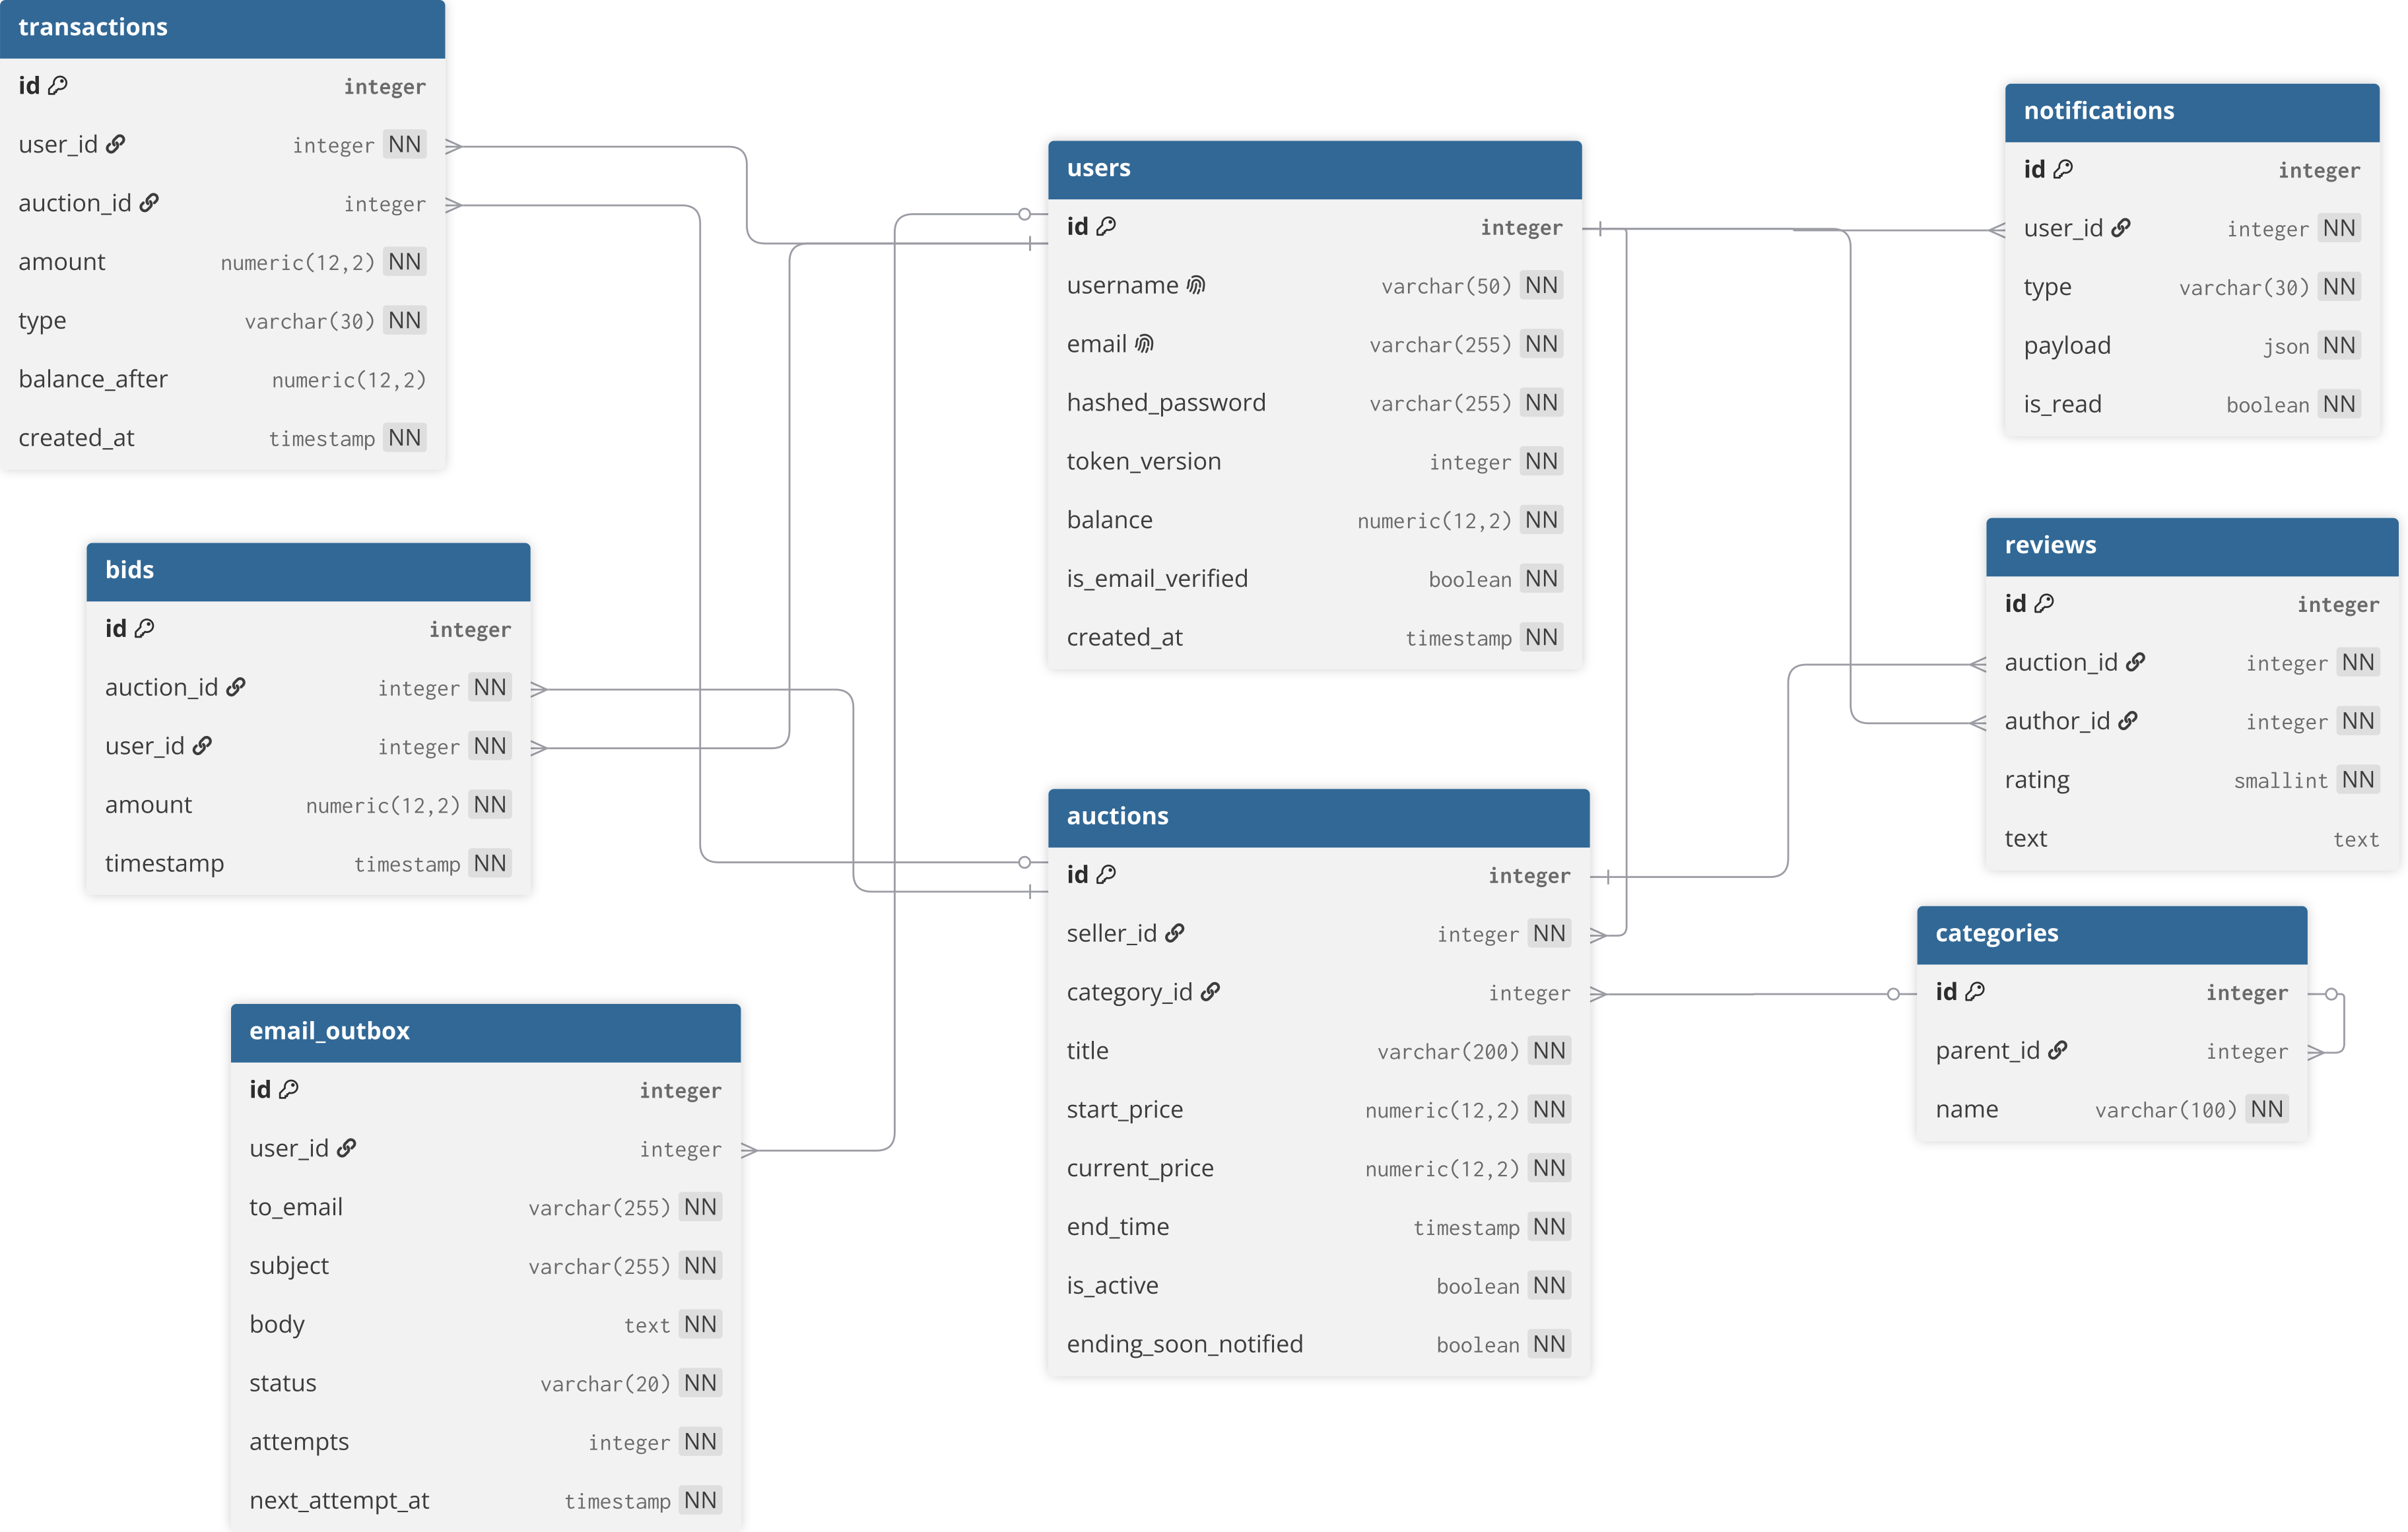 transactions
id integer
user_id integer NN
auction_id integer
amount numeric(12,2) NN
type varchar(30) NN
balance_after numeric(12,2)
created_at timestamp NN
bids
id integer
auction_id integer NN
user_id integer NN
amount numeric(12,2) NN
timestamp timestamp NN
email_outbox
id integer
user_id integer
to_email varchar(255) NN
subject varchar(255) NN
body text NN
status varchar(20) NN
attempts integer NN
next_attempt_at timestamp NN
users
id integer
username varchar(50) NN
email varchar(255) NN
hashed_password varchar(255) NN
token_version integer NN
balance numeric(12,2) NN
is_email_verified boolean NN
created_at timestamp NN
auctions
id integer
seller_id integer NN
category_id integer
title varchar(200) NN
start_price numeric(12,2) NN
current_price numeric(12,2) NN
end_time timestamp NN
is_active boolean NN
ending_soon_notified boolean NN
notifications
id integer
user_id integer NN
type varchar(30) NN
payload json NN
is_read boolean NN
reviews
id integer
auction_id integer NN
author_id integer NN
rating smallint NN
text text
categories
id integer
parent_id integer
name varchar(100) NN